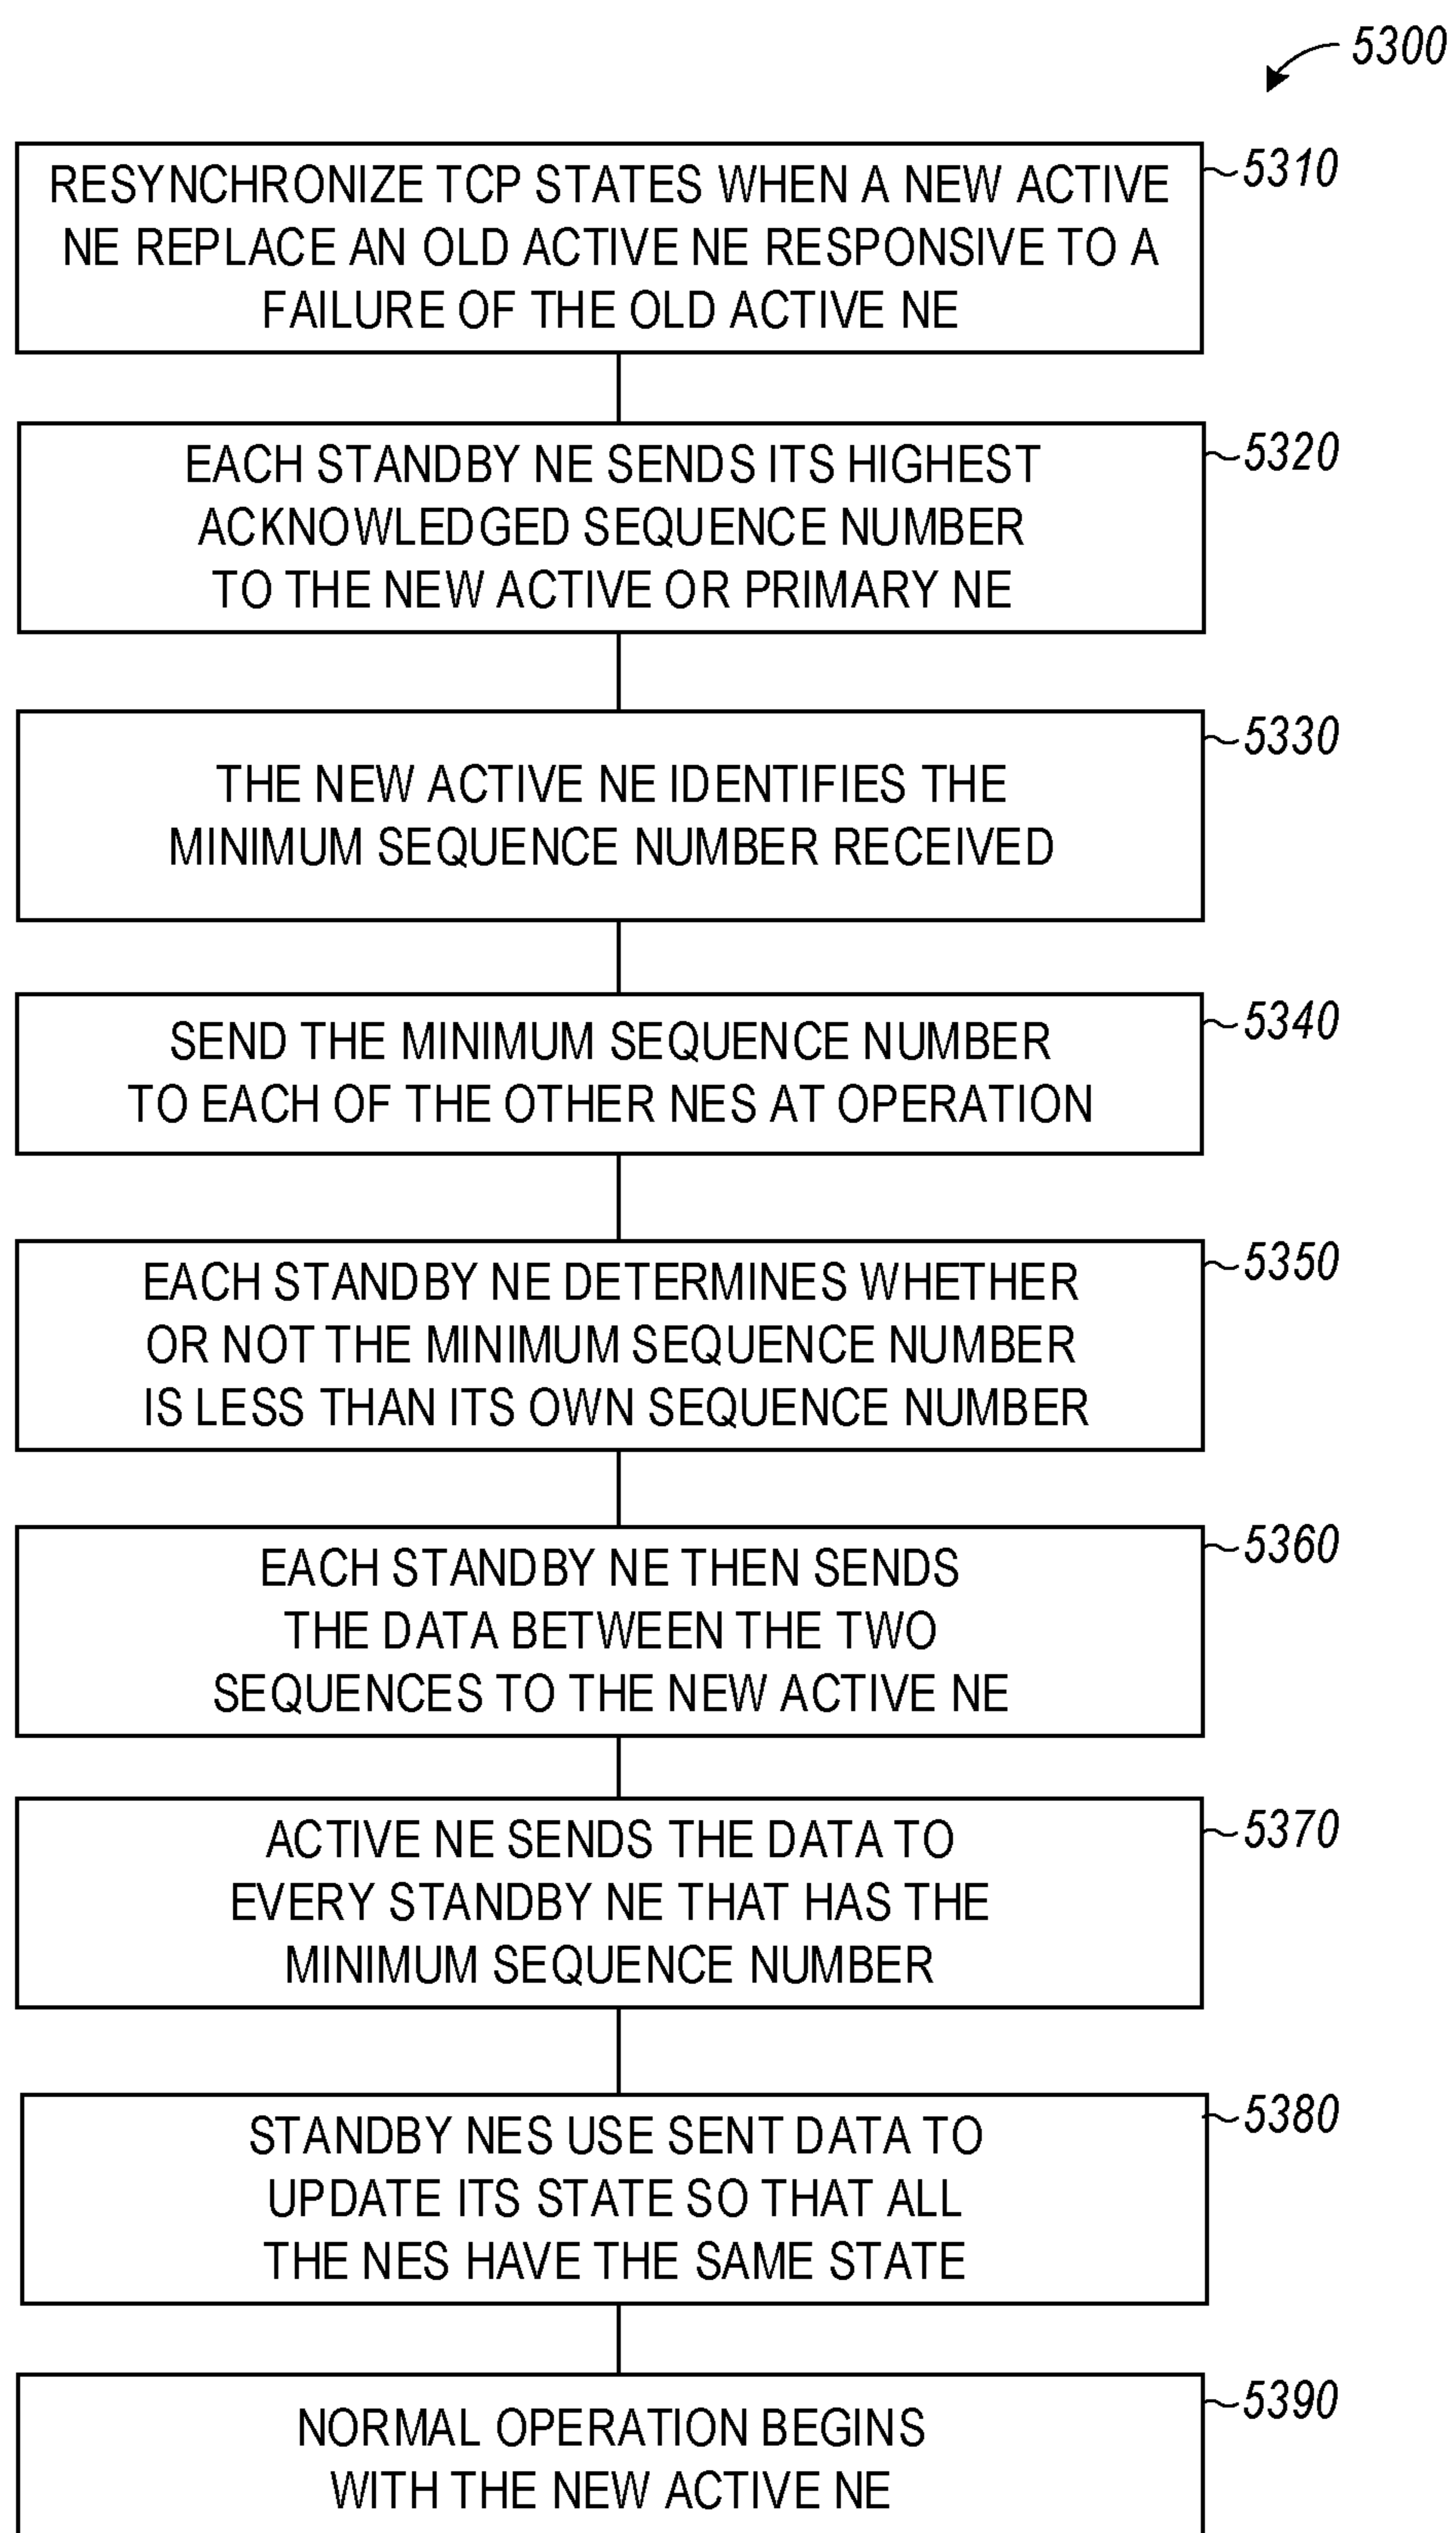 5300
RESYNCHRONIZE TCP STATES WHEN A NEW ACTIVE
NE REPLACE AN OLD ACTIVE NE RESPONSIVE TO A
FAILURE OF THE OLD ACTIVE NE
5310
EACH STANDBY NE SENDS ITS HIGHEST
ACKNOWLEDGED SEQUENCE NUMBER
TO THE NEW ACTIVE OR PRIMARY NE
5320
THE NEW ACTIVE NE IDENTIFIES THE
MINIMUM SEQUENCE NUMBER RECEIVED
5330
SEND THE MINIMUM SEQUENCE NUMBER
TO EACH OF THE OTHER NES AT OPERATION
5340
EACH STANDBY NE DETERMINES WHETHER
OR NOT THE MINIMUM SEQUENCE NUMBER
IS LESS THAN ITS OWN SEQUENCE NUMBER
5350
EACH STANDBY NE THEN SENDS
THE DATA BETWEEN THE TWO
SEQUENCES TO THE NEW ACTIVE NE
5360
ACTIVE NE SENDS THE DATA TO
EVERY STANDBY NE THAT HAS THE
MINIMUM SEQUENCE NUMBER
5370
STANDBY NES USE SENT DATA TO
UPDATE ITS STATE SO THAT ALL
THE NES HAVE THE SAME STATE
5380
NORMAL OPERATION BEGINS
WITH THE NEW ACTIVE NE
5390